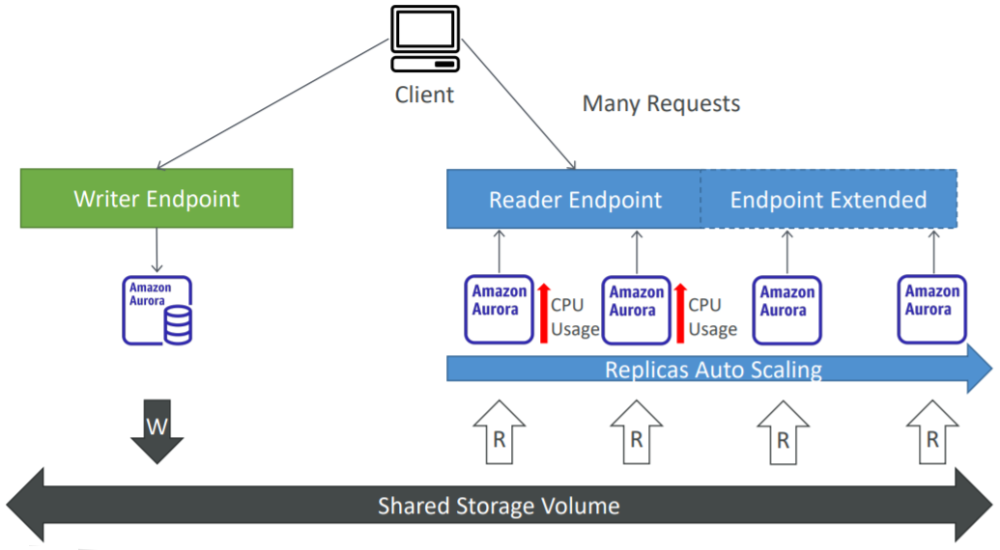 Client
Many Requests
Writer Endpoint
Reader Endpoint
Endpoint Extended
Amazon
Aurora
Amazon
Aurora
CPU
Usage
Amazon
Aurora
CPU
Usage
Amazon
Aurora
Amazon
Aurora
Replicas Auto Scaling
W
R
R
R
R
Shared Storage Volume